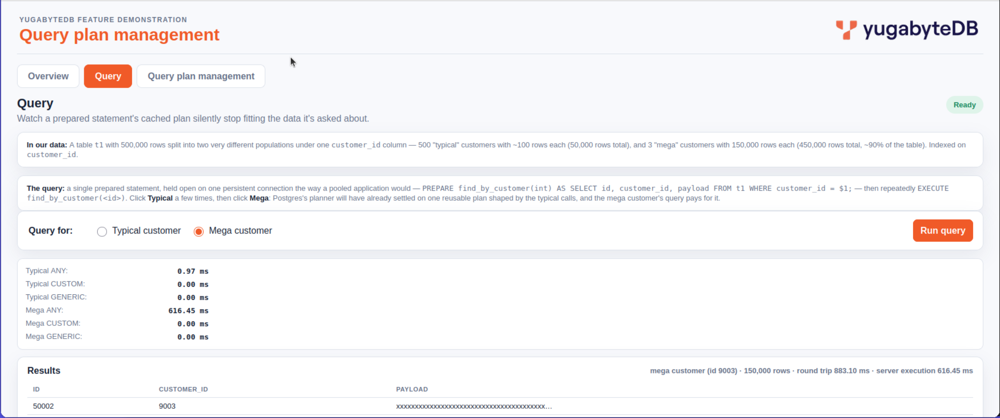 YUGABYTEDB FEATURE DEMONSTRATION
Query plan management
yugabyteDB
Overview
Query
Query plan management
Query
Ready
Watch a prepared statement's cached plan silently stop fitting the data it's asked about.
In our data: A table t1 with 500,000 rows split into two very different populations under one customer_id column — 500 "typical" customers with ~100 rows each (50,000 rows total), and 3 "mega" customers with 150,000 rows each (450,000 rows total, ~90% of the table). Indexed on
customer_id.
The query: a single prepared statement, held open on one persistent connection the way a pooled application would — PREPARE find_by_customer(int) AS SELECT id, customer_id, payload FROM t1 WHERE customer_id = $1; — then repeatedly EXECUTE
find_by_customer(<id>). Click Typical a few times, then click Mega: Postgres's planner will have already settled on one reusable plan shaped by the typical calls, and the mega customer's query pays for it.
Query for: Typical customer Mega customer Run query
Typical ANY: 0.97 ms
Typical CUSTOM: 0.00 ms
Typical GENERIC: 0.00 ms
Mega ANY: 616.45 ms
Mega CUSTOM: 0.00 ms
Mega GENERIC: 0.00 ms
Results mega customer (id 9003) · 150,000 rows · round trip 883.10 ms · server execution 616.45 ms
ID CUSTOMER_ID PAYLOAD
50002 9003 xxxxxxxxxxxxxxxxxxxxxxxxxxxxxxxxxxxxxxxx…